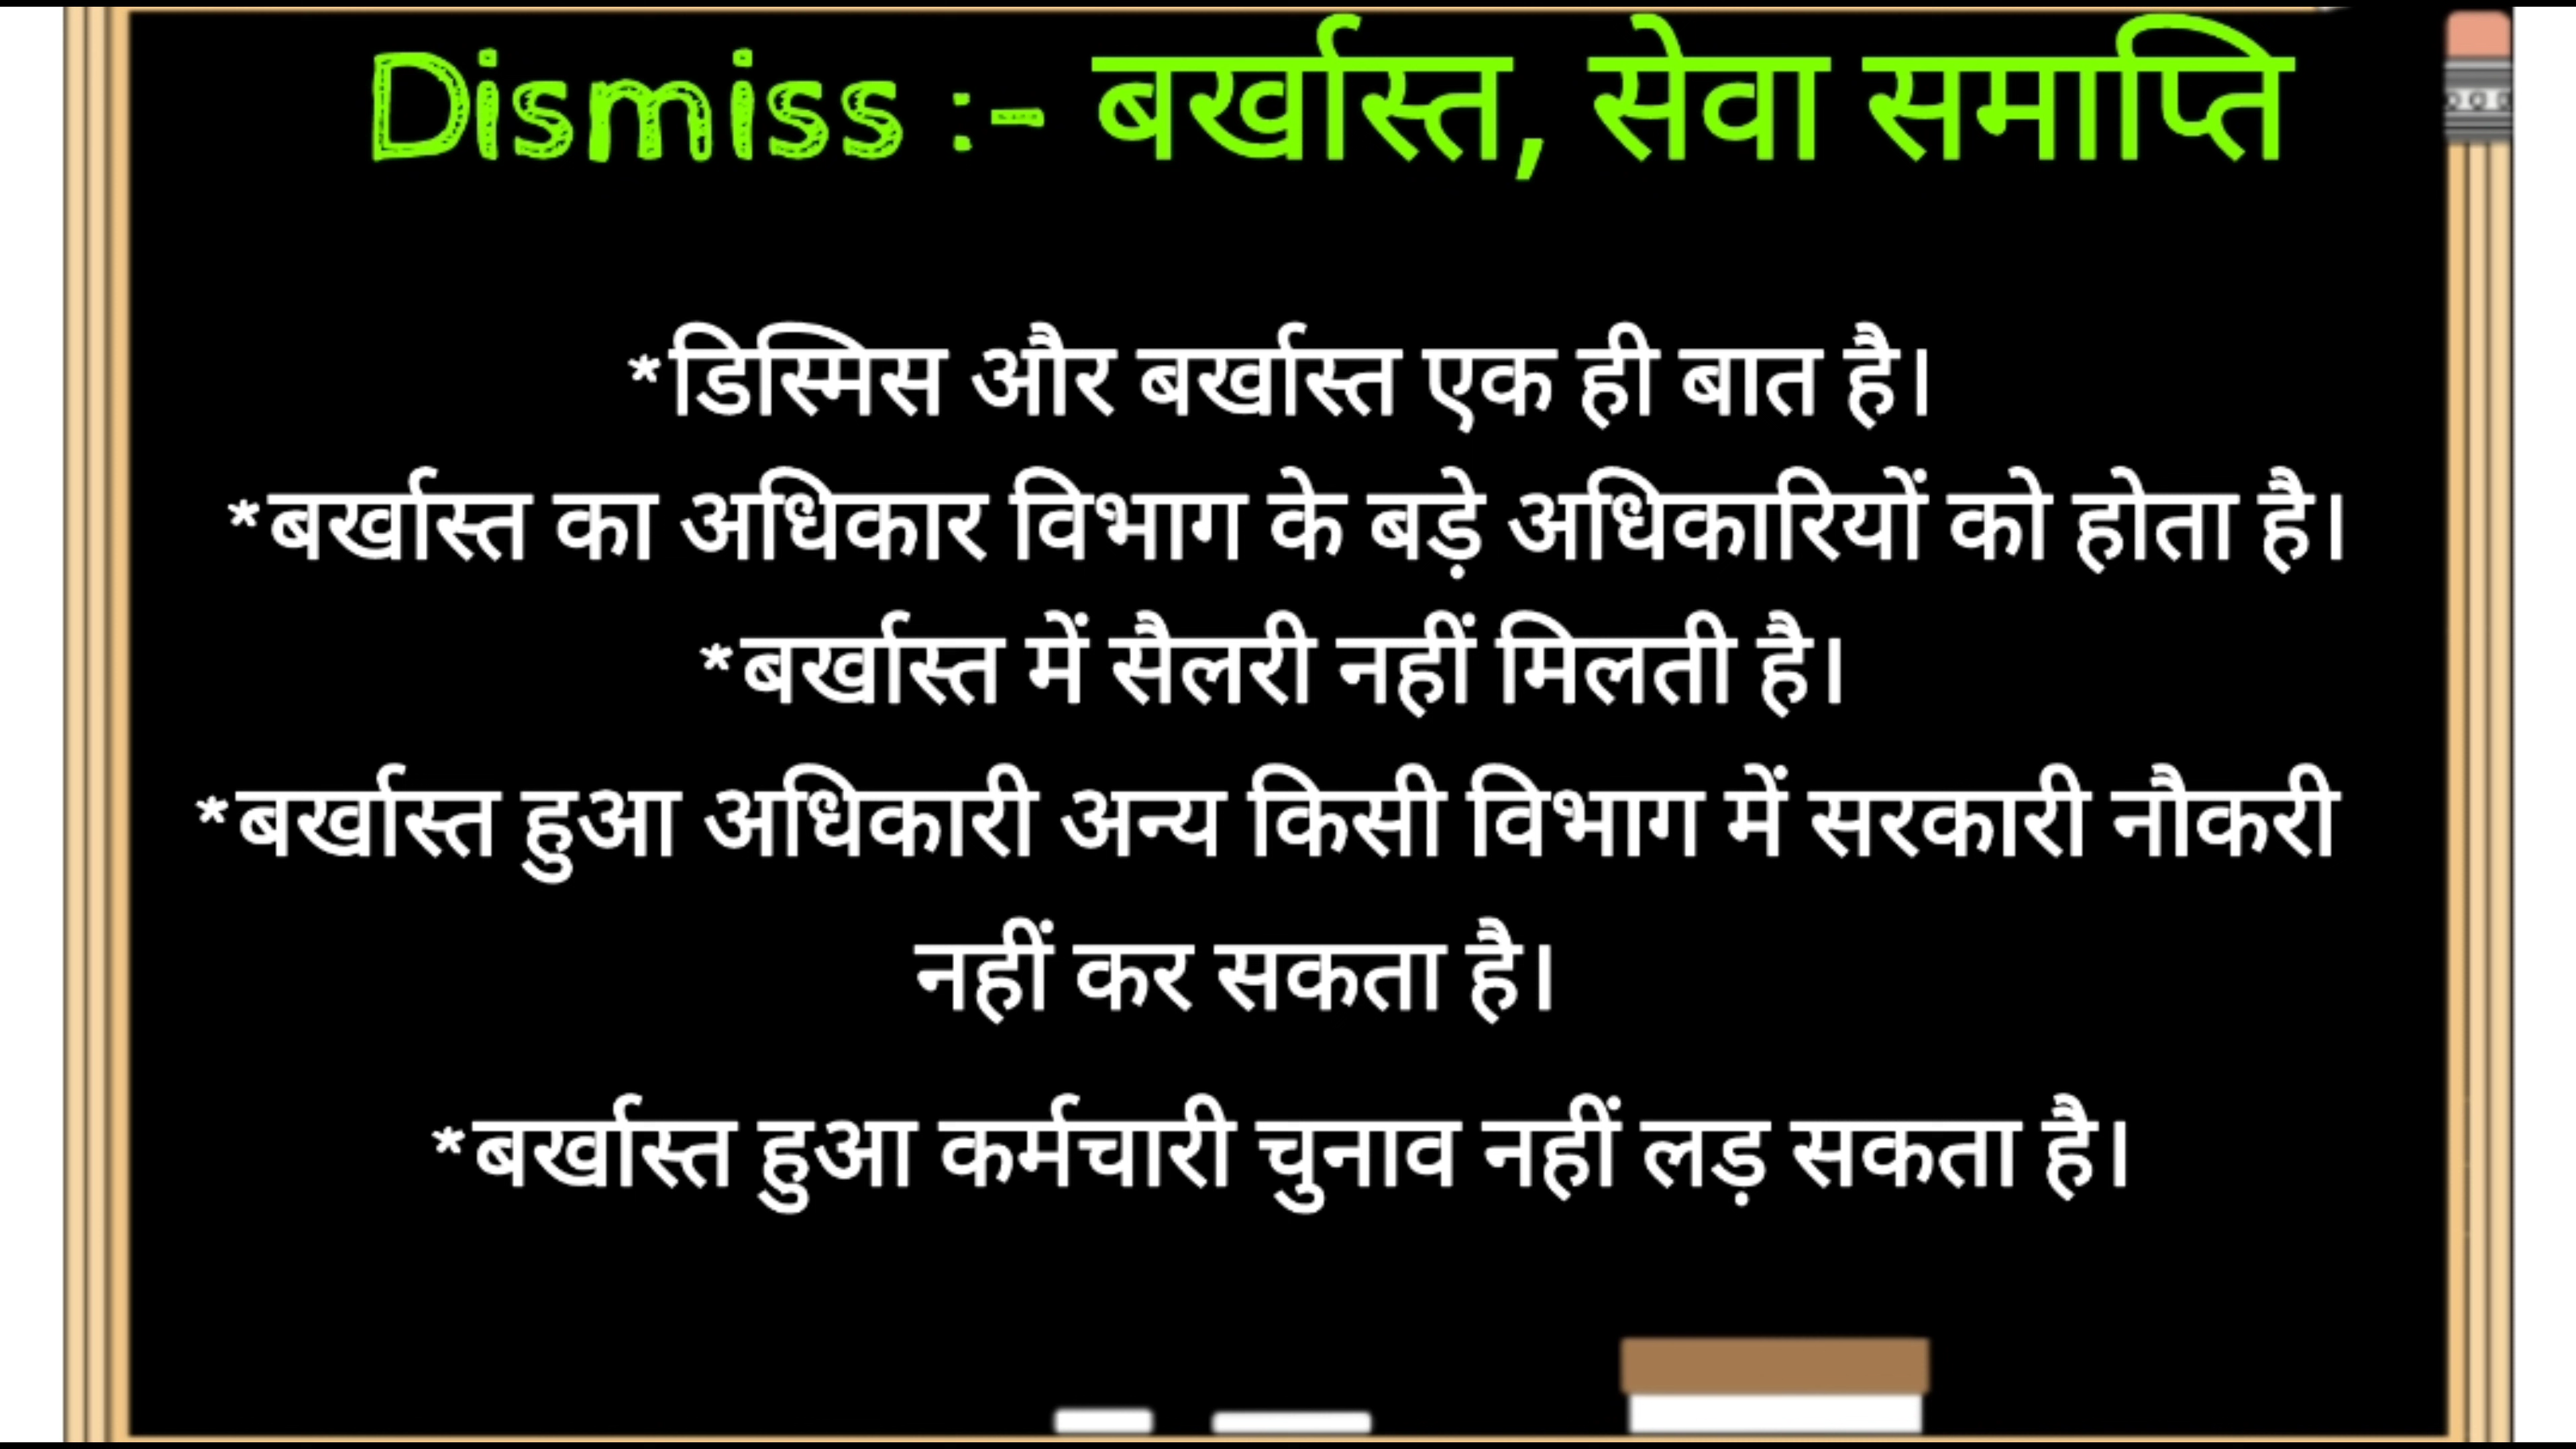 Dismiss :- बर्खास्त, सेवा समाप्ति
*डिस्मिस और बर्खास्त एक ही बात है।
*बर्खास्त का अधिकार विभाग के बड़े अधिकारियों को होता है।
*बर्खास्त में सैलरी नहीं मिलती है।
*बर्खास्त हुआ अधिकारी अन्य किसी विभाग में सरकारी नौकरी
नहीं कर सकता है।
*बर्खास्त हुआ कर्मचारी चुनाव नहीं लड़ सकता है।